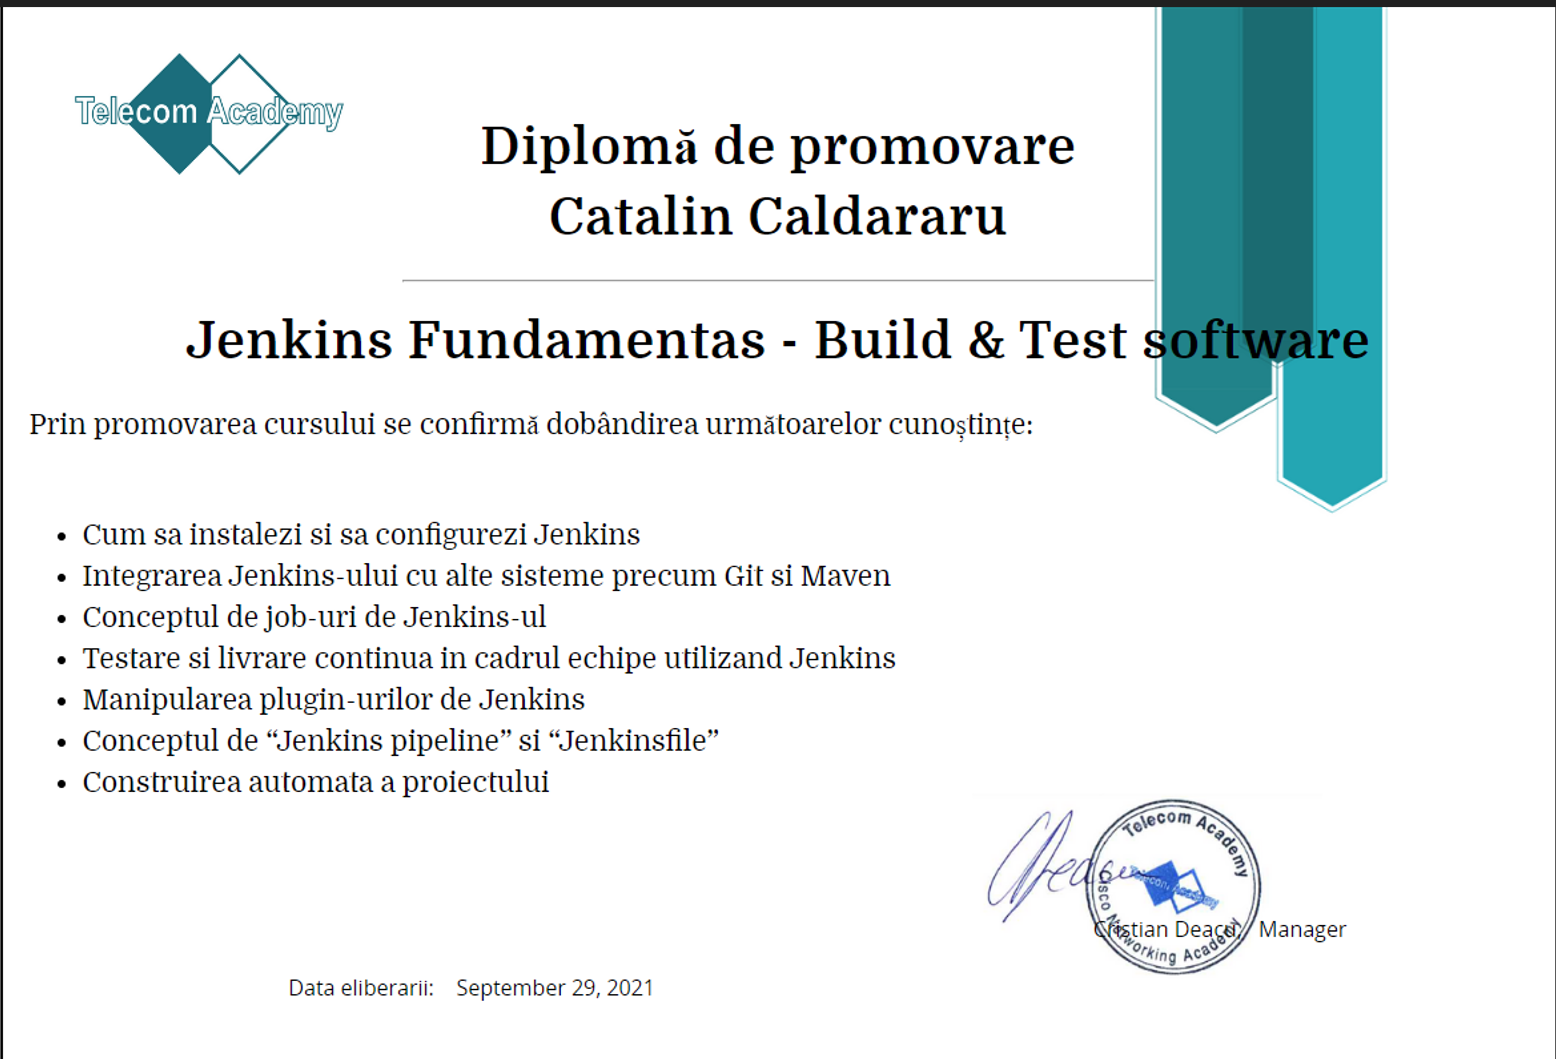 Telecom Academy
Diplomă de promovare
Catalin Caldararu
Jenkins Fundamentas - Build & Test software
Prin promovarea cursului se confirmă dobândirea următoarelor cunoștințe:
• Cum sa instalezi si sa configurezi Jenkins
• Integrarea Jenkins-ului cu alte sisteme precum Git si Maven
• Conceptul de job-uri de Jenkins-ul
• Testare si livrare continua in cadrul echipe utilizand Jenkins
• Manipularea plugin-urilor de Jenkins
• Conceptul de “Jenkins pipeline” si “Jenkinsfile”
• Construirea automata a proiectului
Telecom Academy
Telecom Academy
Cisco Networking Academy
Cristian Deacu, Manager
Data eliberarii: September 29, 2021